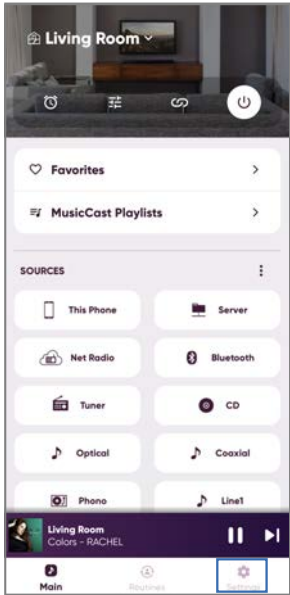 Living Room
Favorites
MusicCast Playlists
SOURCES
This Phone
Server
Net Radio
Bluetooth
Tuner
CD
Optical
Coaxial
Phono
Line1
Living Room
Colors - RACHEL
Main
Routines
Settings